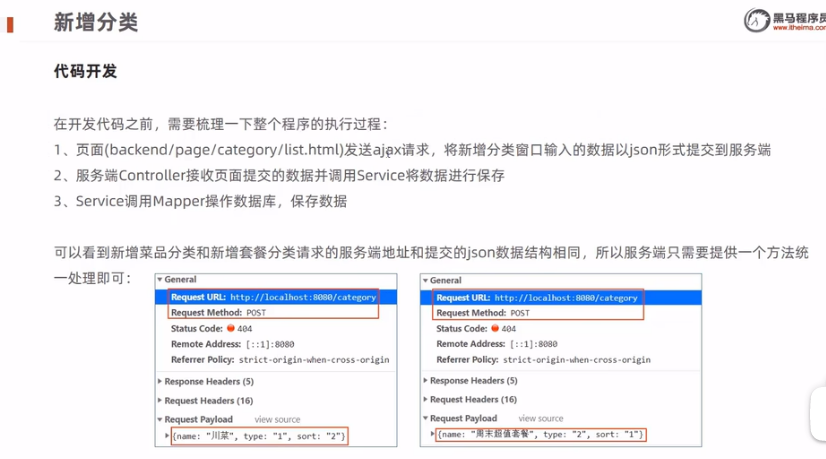 新增分类
黑马程序员
www.itheima.com
代码开发
在开发代码之前，需要梳理一下整个程序的执行过程：
1、页面(backend/page/category/list.html)发送ajax请求，将新增分类窗口输入的数据以json形式提交到服务端
2、服务端Controller接收页面提交的数据并调用Service将数据进行保存
3、Service调用Mapper操作数据库，保存数据
可以看到新增菜品分类和新增套餐分类请求的服务端地址和提交的json数据结构相同，所以服务端只需要提供一个方法统
一处理即可：
General
Request URL: http://localhost:8080/category
Request Method: POST
Status Code: 404
Remote Address: [::1]:8080
Referrer Policy: strict-origin-when-cross-origin
Response Headers (5)
Request Headers (16)
Request Payload view source
{name: "川菜", type: "1", sort: "2"}
General
Request URL: http://localhost:8080/category
Request Method: POST
Status Code: 404
Remote Address: [::1]:8080
Referrer Policy: strict-origin-when-cross-origin
Response Headers (5)
Request Headers (16)
Request Payload view source
{name: "周末超值套餐", type: "2", sort: "1"}